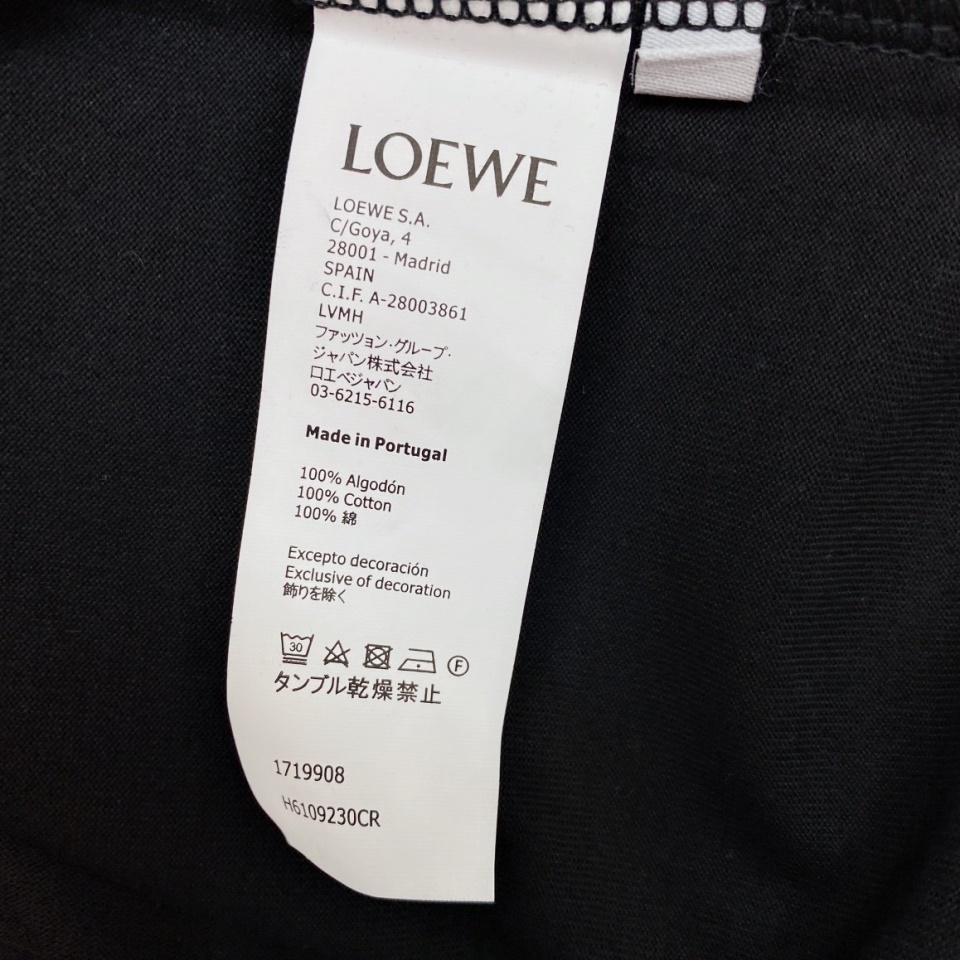 LOEWE
LOEWE S.A.
C/Goya, 4
28001 - Madrid
SPAIN
C.I.F. A-28003861
LVMH
ファッツョン·グループ·
ジャパン株式会社
ロエベジャパン
03-6215-6116
Made in Portugal
100% Algodón
100% Cotton
100% 綿
Excepto decoración
Exclusive of decoration
飾りを除く
30
F
タンブル乾燥禁止
1719908
H6109230CR